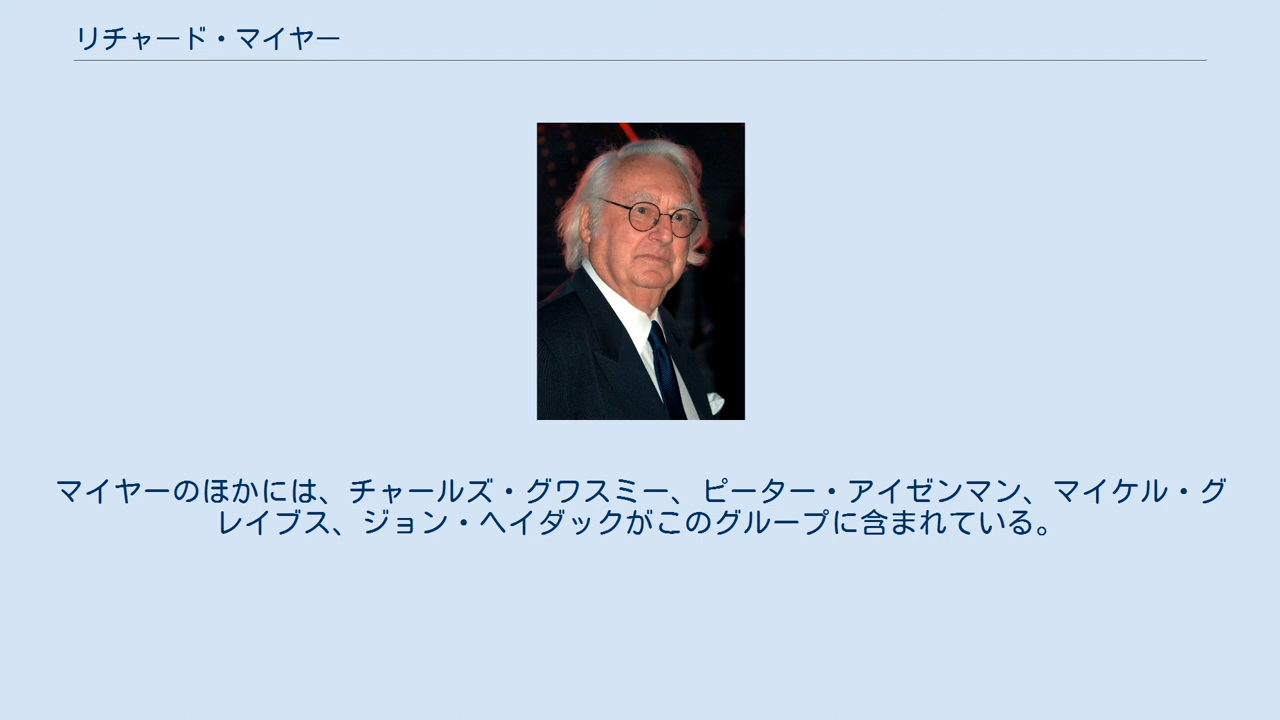 リチャード・マイヤー
マイヤーのほかには、チャールズ・グワスミー、ピーター・アイゼンマン、マイケル・グ
レイブス、ジョン・ヘイダックがこのグループに含まれている。